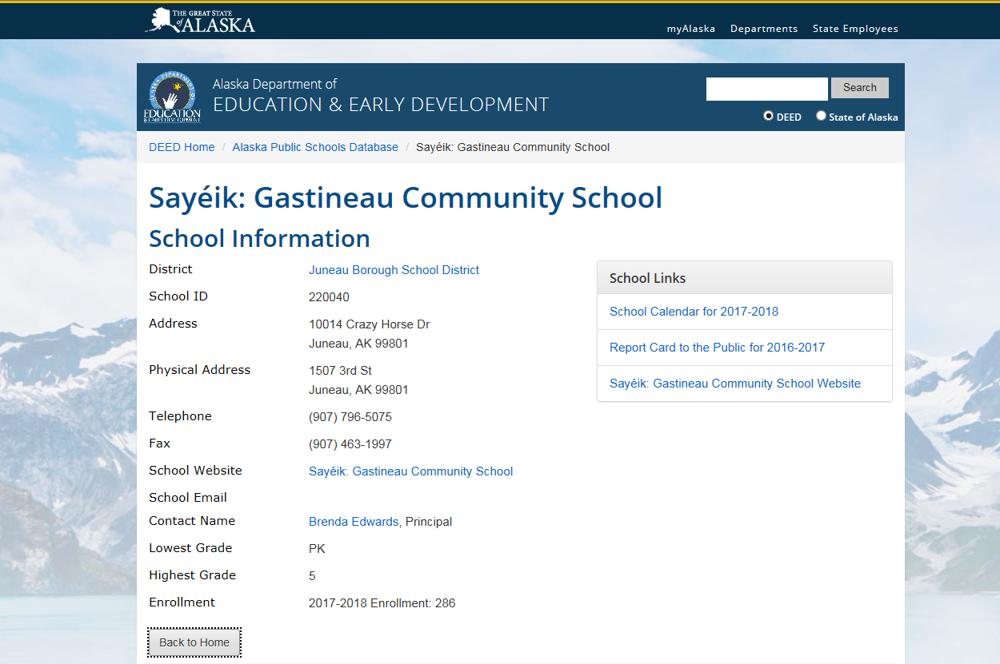 THE GREAT STATE
of ALASKA
myAlaska Departments State Employees
ALASKA DEPARTMENT OF
EDUCATION
& EARLY DEVELOPMENT
Alaska Department of
EDUCATION & EARLY DEVELOPMENT
Search
DEED State of Alaska
DEED Home / Alaska Public Schools Database / Sayéik: Gastineau Community School
Sayéik: Gastineau Community School
School Information
District Juneau Borough School District
School ID 220040
Address 10014 Crazy Horse Dr
Juneau, AK 99801
Physical Address 1507 3rd St
Juneau, AK 99801
Telephone (907) 796-5075
Fax (907) 463-1997
School Website Sayéik: Gastineau Community School
School Email
Contact Name Brenda Edwards, Principal
Lowest Grade PK
Highest Grade 5
Enrollment 2017-2018 Enrollment: 286
Back to Home
School Links
School Calendar for 2017-2018
Report Card to the Public for 2016-2017
Sayéik: Gastineau Community School Website